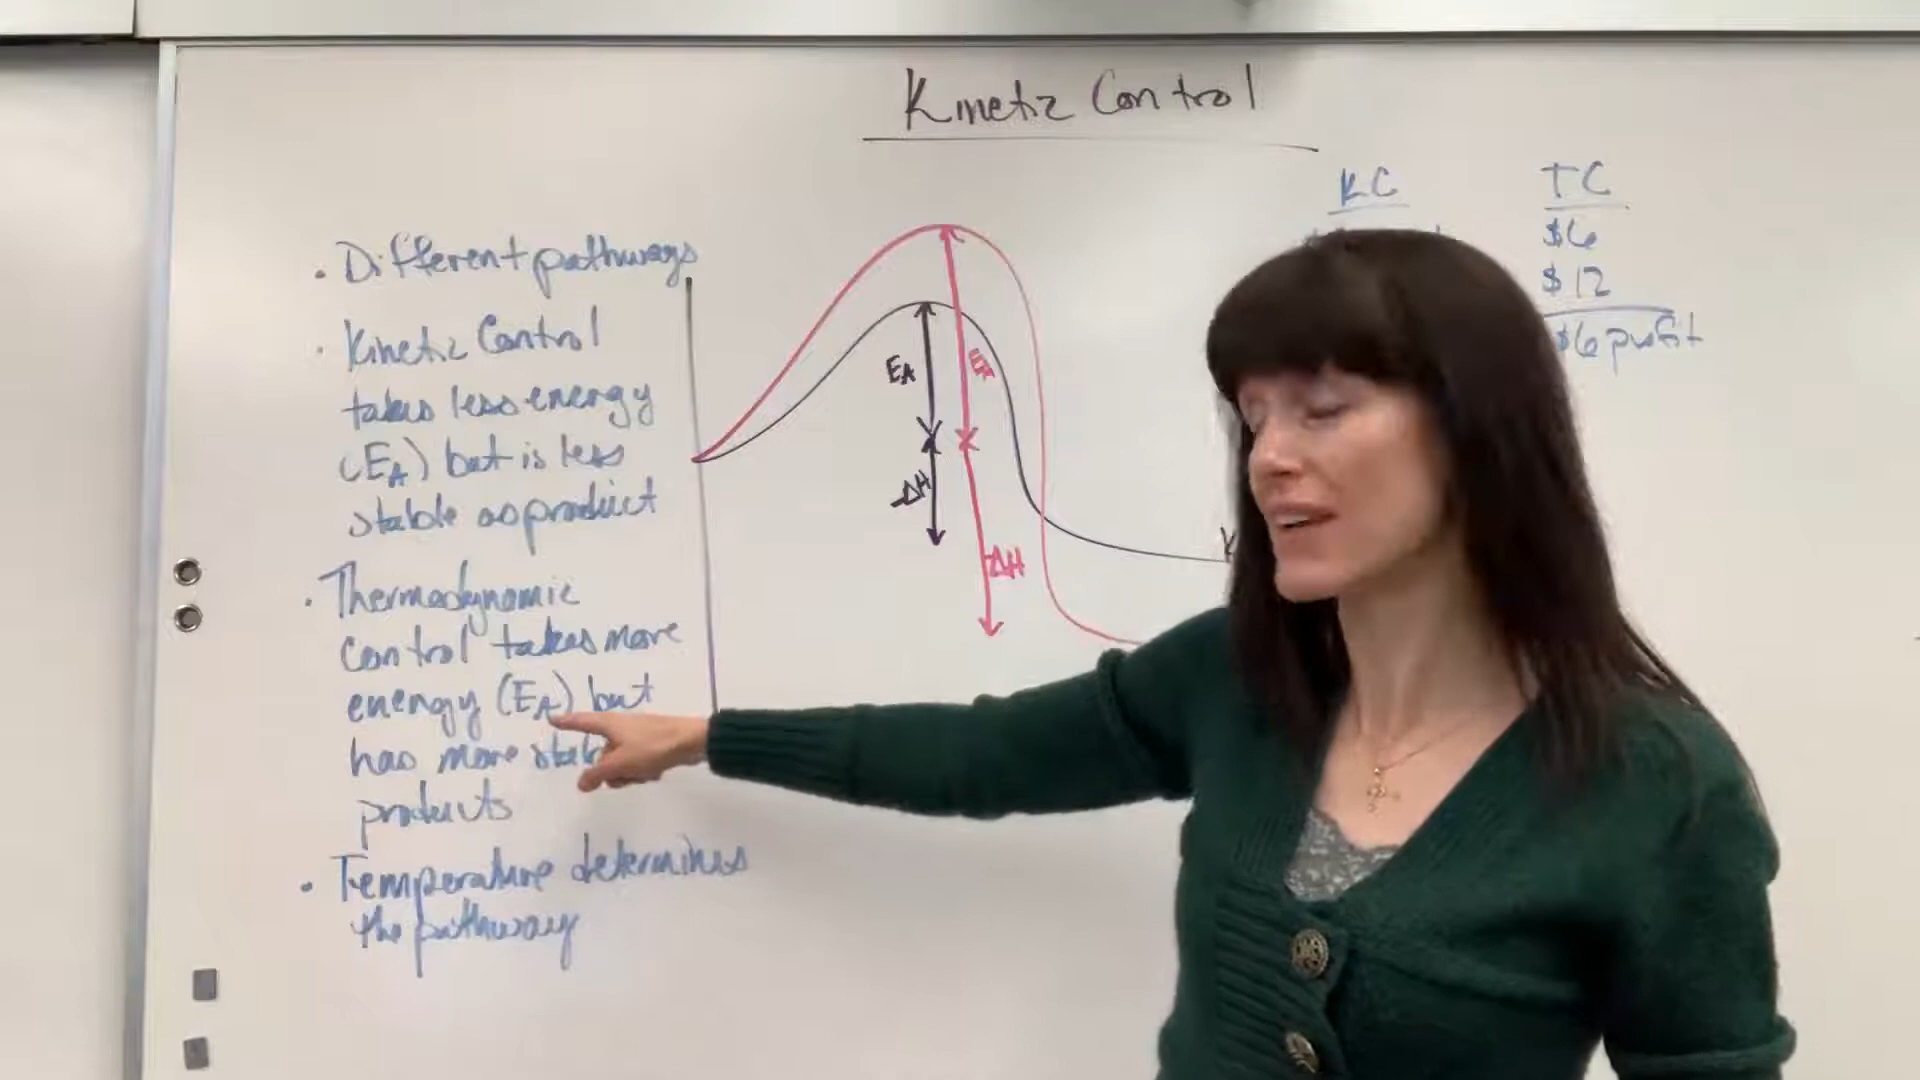 Kinetic Control
KC
TC
$6
$12
$6 profit
• Different pathways
• Kinetic Control
takes less energy
(EA) but is less
stable as product
• Thermodynamic
Control takes more
energy (EA) but
has more
products
• Temperature determines
the pathway
EA
EA
-ΔH
-ΔH
K